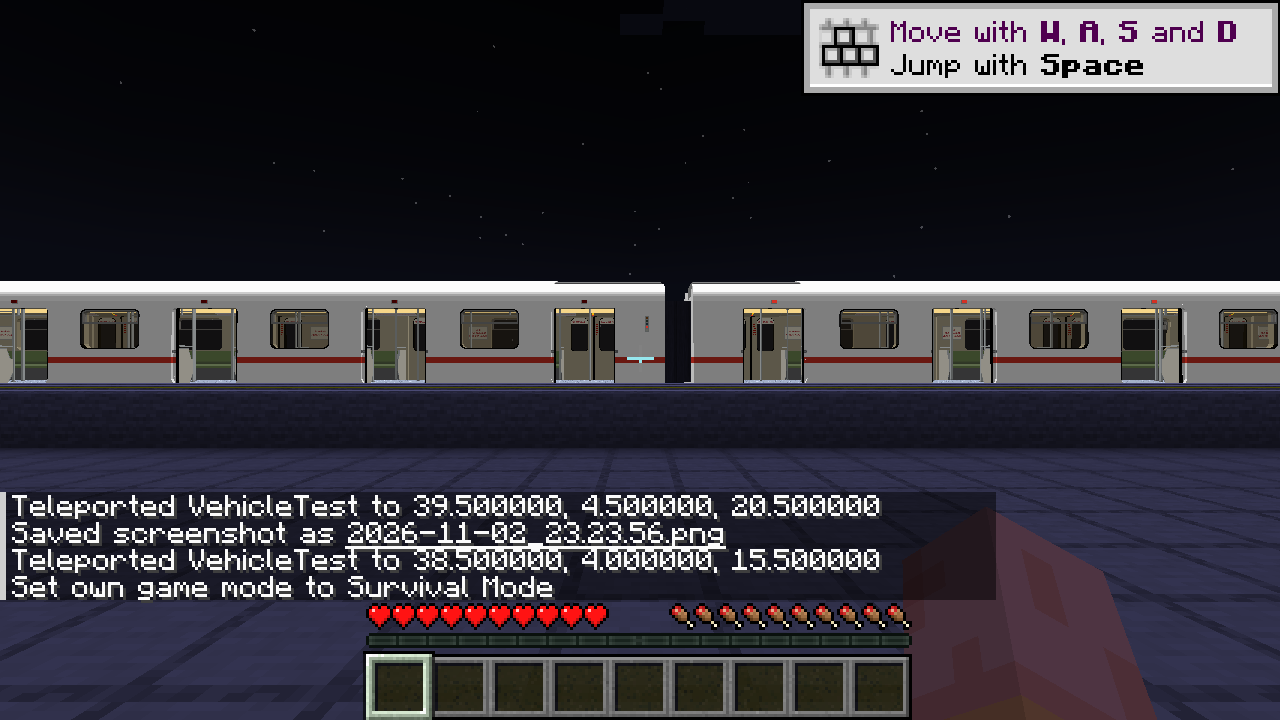 Move with W, A, S and D
Jump with Space
Teleported VehicleTest to 39.500000, 4.500000, 20.500000
Saved screenshot as 2026-11-02_23.23.56.png
Teleported VehicleTest to 38.500000, 4.000000, 15.500000
Set own game mode to Survival Mode